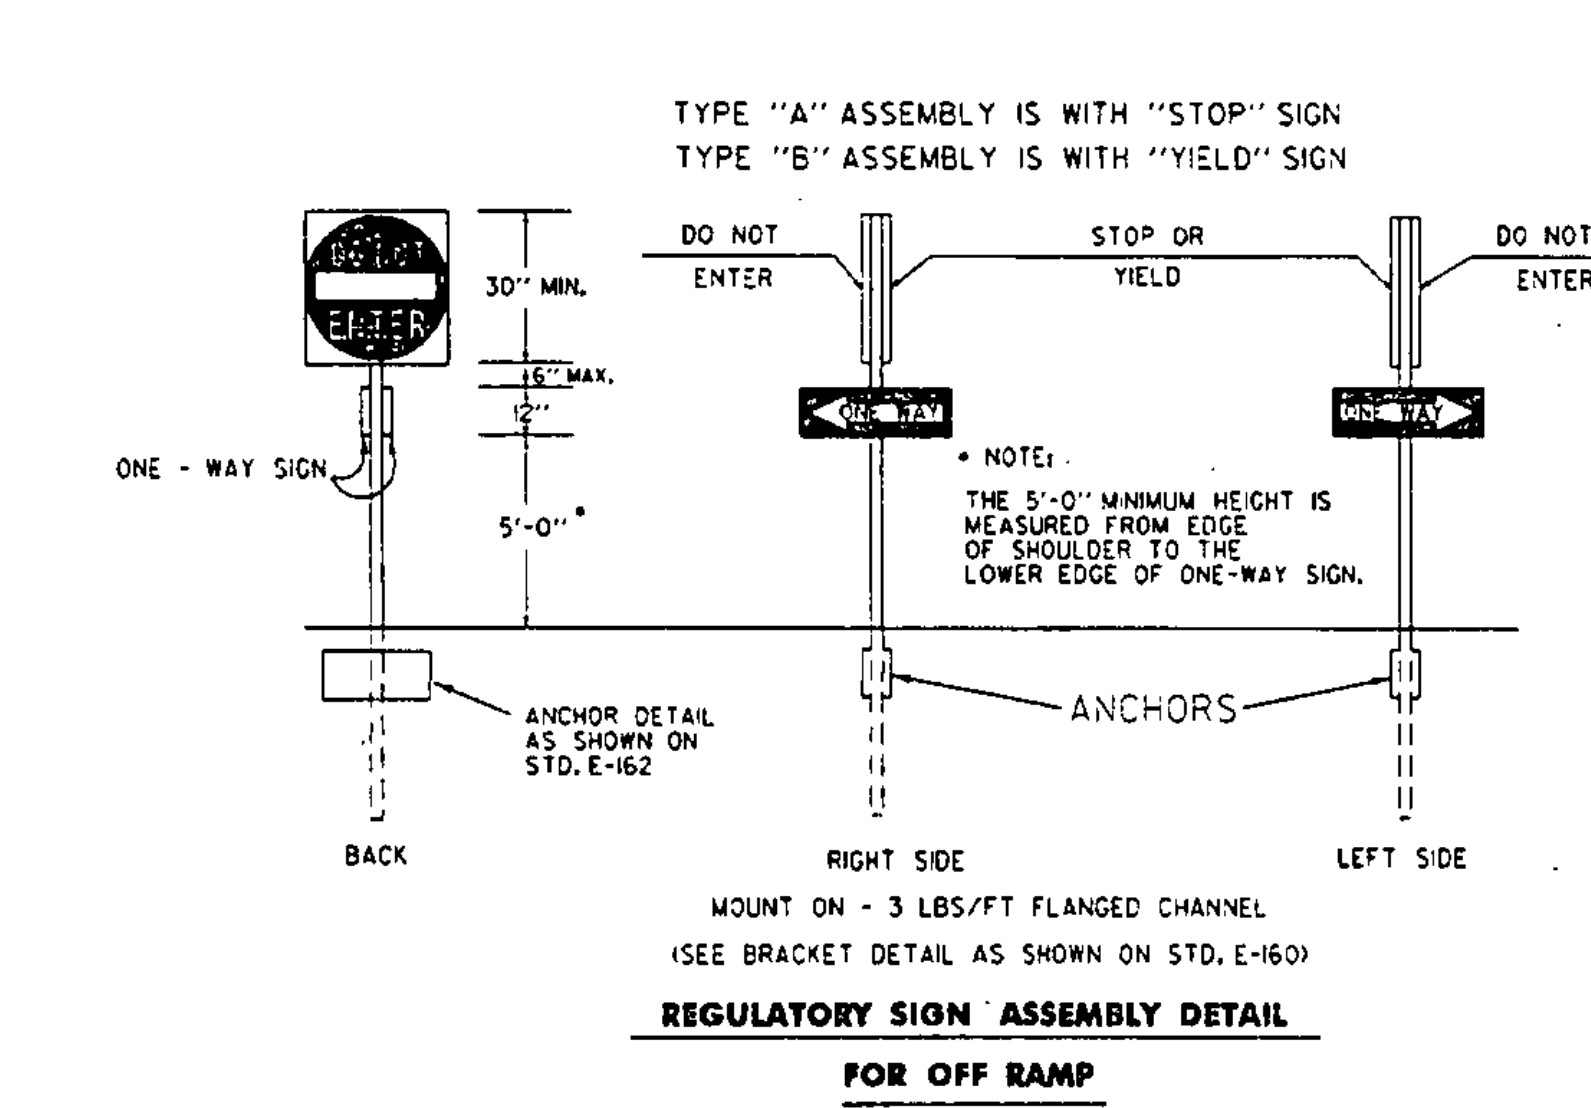 TYPE "A" ASSEMBLY IS WITH "STOP" SIGN
TYPE "B" ASSEMBLY IS WITH "YIELD" SIGN
DO NOT
ENTER
30" MIN.
6" MAX.
12"
ONE - WAY SIGN
5'-0" *
DO NOT
ENTER
STOP OR
YIELD
DO NOT
ENTER
ONE WAY
ONE WAY
* NOTE:
THE 5'-0" MINIMUM HEIGHT IS
MEASURED FROM EDGE
OF SHOULDER TO THE
LOWER EDGE OF ONE-WAY SIGN.
ANCHOR DETAIL
AS SHOWN ON
STD. E-162
ANCHORS
BACK
RIGHT SIDE
LEFT SIDE
MOUNT ON - 3 LBS/FT FLANGED CHANNEL
(SEE BRACKET DETAIL AS SHOWN ON STD. E-160)
REGULATORY SIGN ASSEMBLY DETAIL
FOR OFF RAMP